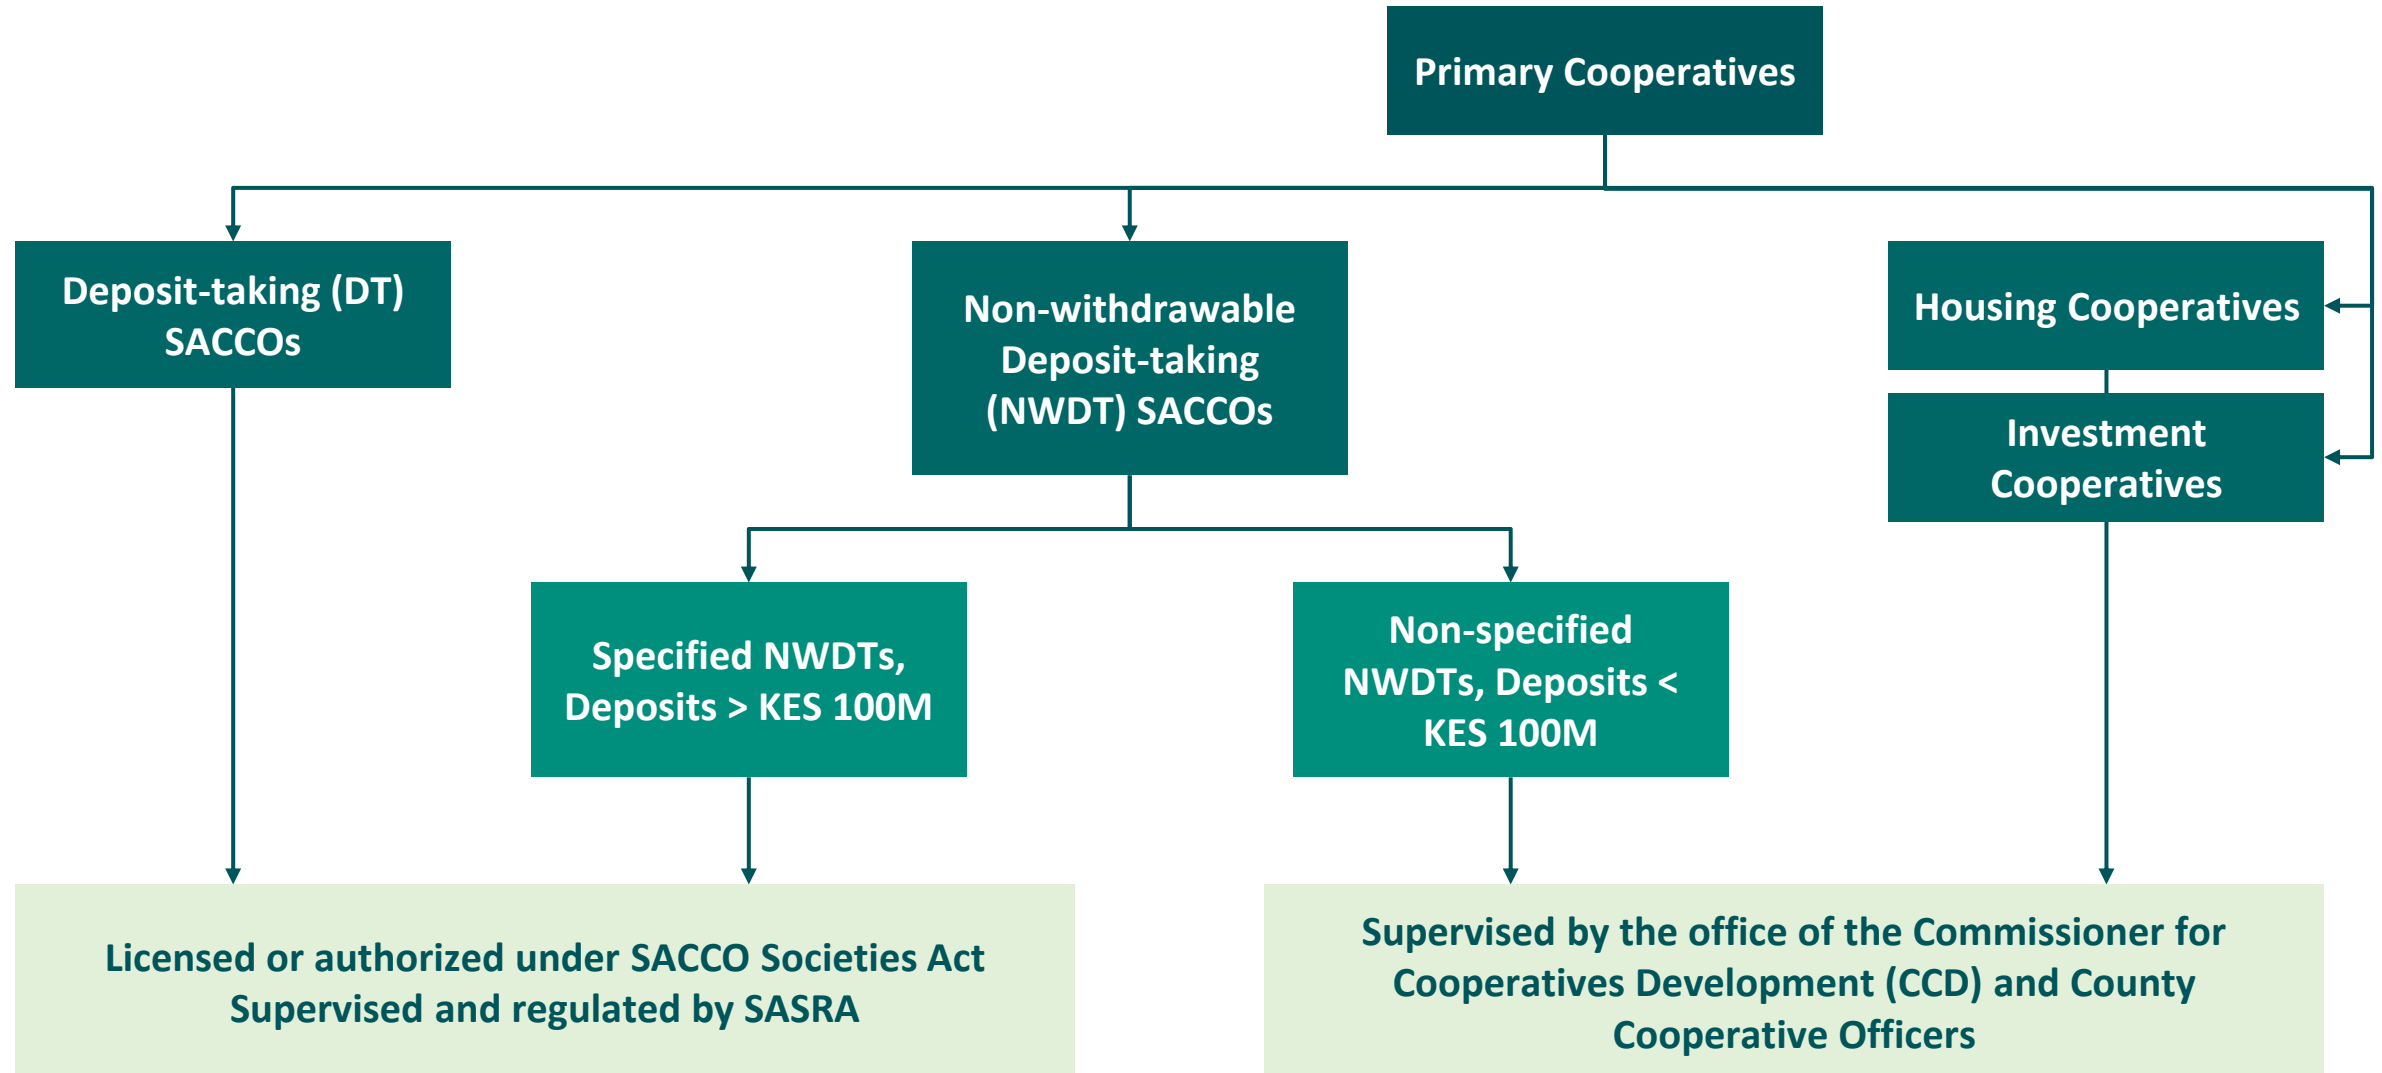 Primary Cooperatives
Deposit-taking (DT)
SACCOs
Non-withdrawable
Deposit-taking
(NWDT) SACCOs
Housing Cooperatives
Investment
Cooperatives
Specified NWDTs,
Deposits > KES 100M
Non-specified
NWDTs, Deposits <
KES 100M
Licensed or authorized under SACCO Societies Act
Supervised and regulated by SASRA
Supervised by the office of the Commissioner for
Cooperatives Development (CCD) and County
Cooperative Officers